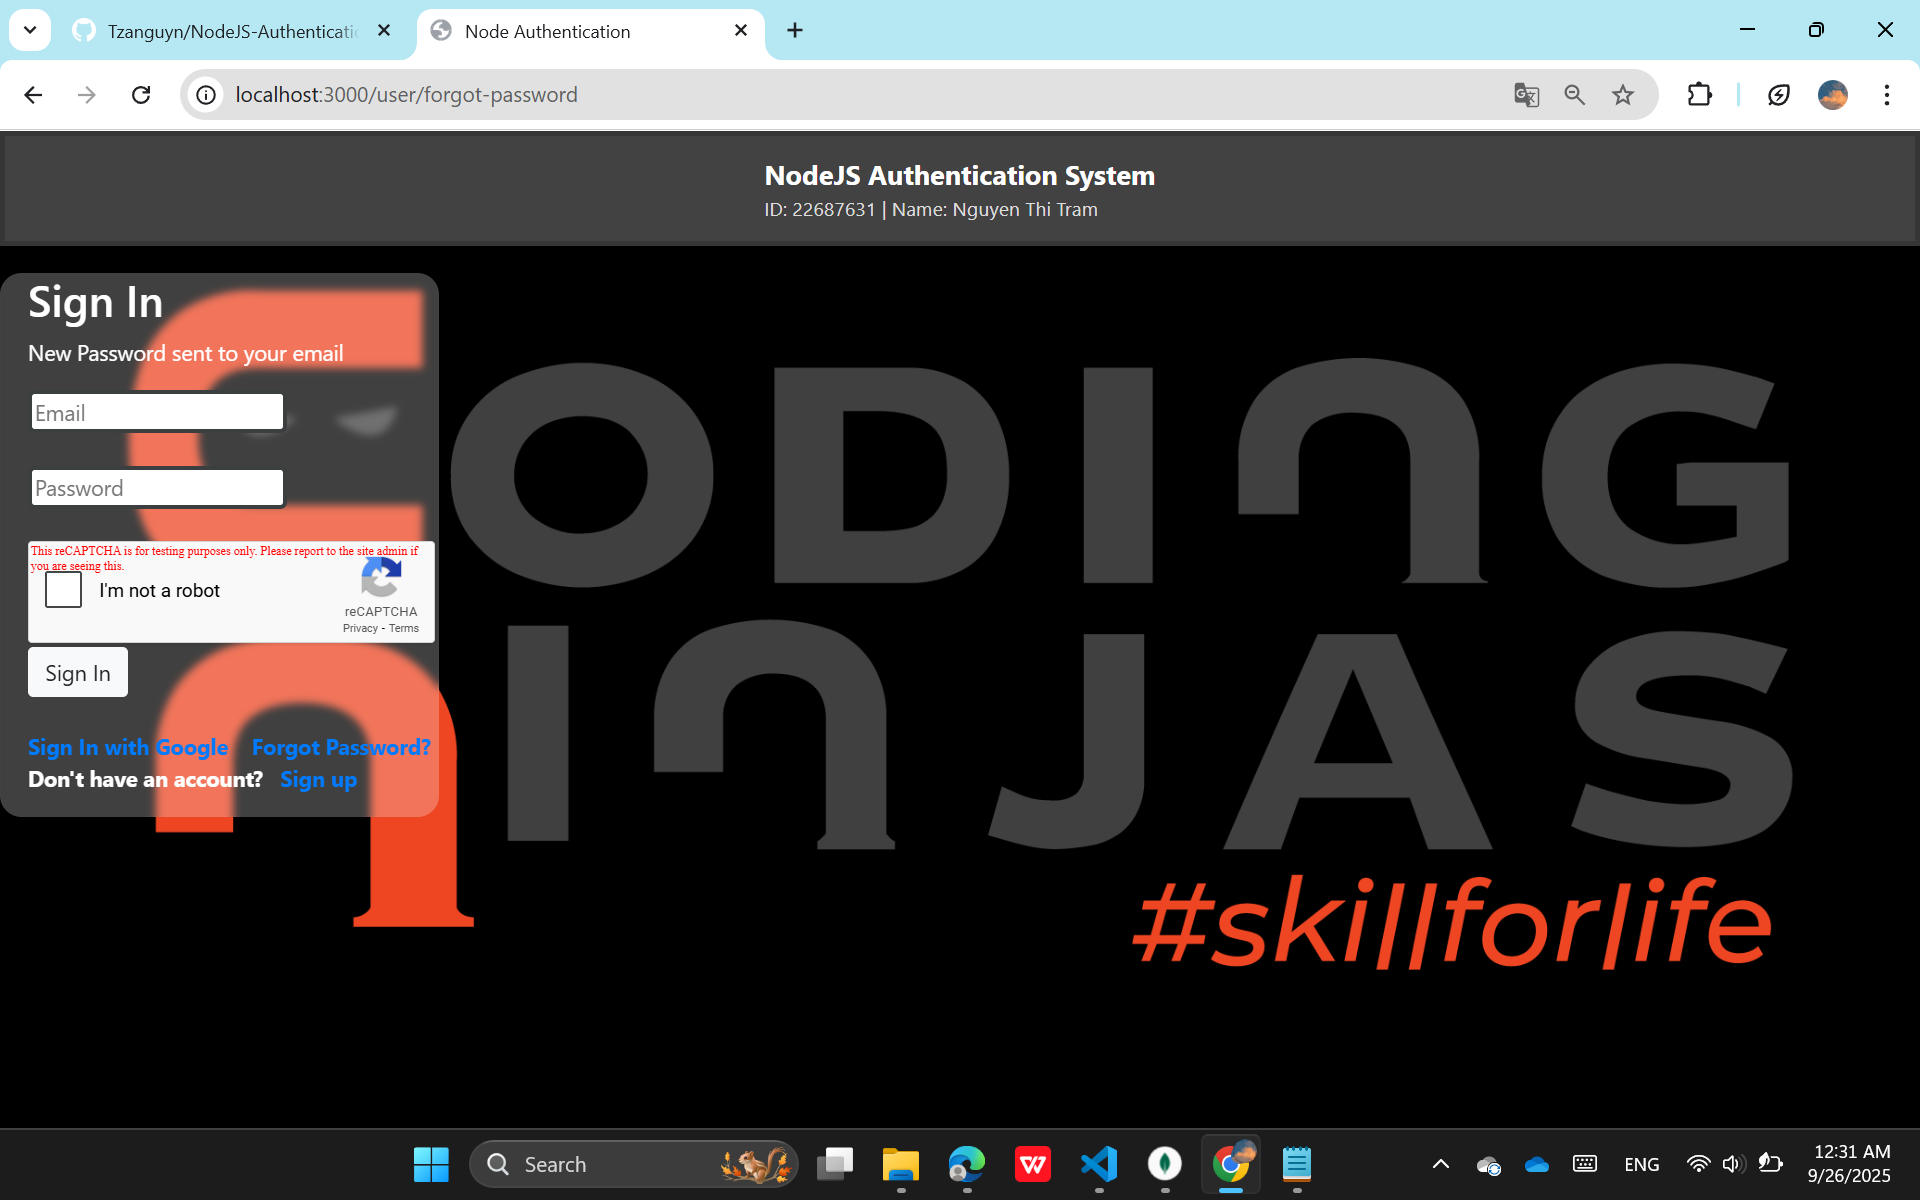 Tzanguyn/NodeJS-Authenticatio
Node Authentication
localhost:3000/user/forgot-password
NodeJS Authentication System
ID: 22687631 | Name: Nguyen Thi Tram
Sign In
New Password sent to your email
Email
Password
This reCAPTCHA is for testing purposes only. Please report to the site admin if
you are seeing this.
I'm not a robot
reCAPTCHA
Privacy - Terms
Sign In
Sign In with Google Forgot Password?
Don't have an account? Sign up
CODING
NINJAS
#skillforlife
Search
ENG
12:31 AM
9/26/2025